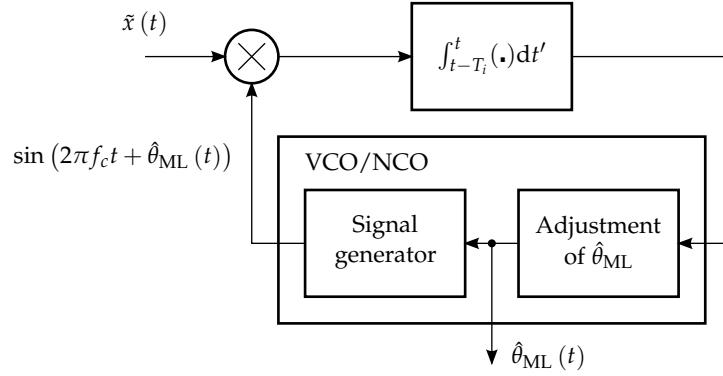 x̃ (t)
∫_{t−T_i}^{t}(.)dt′
sin (2πf_c t + θ̂_ML (t))
VCO/NCO
Signal
generator
Adjustment
of θ̂_ML
θ̂_ML (t)